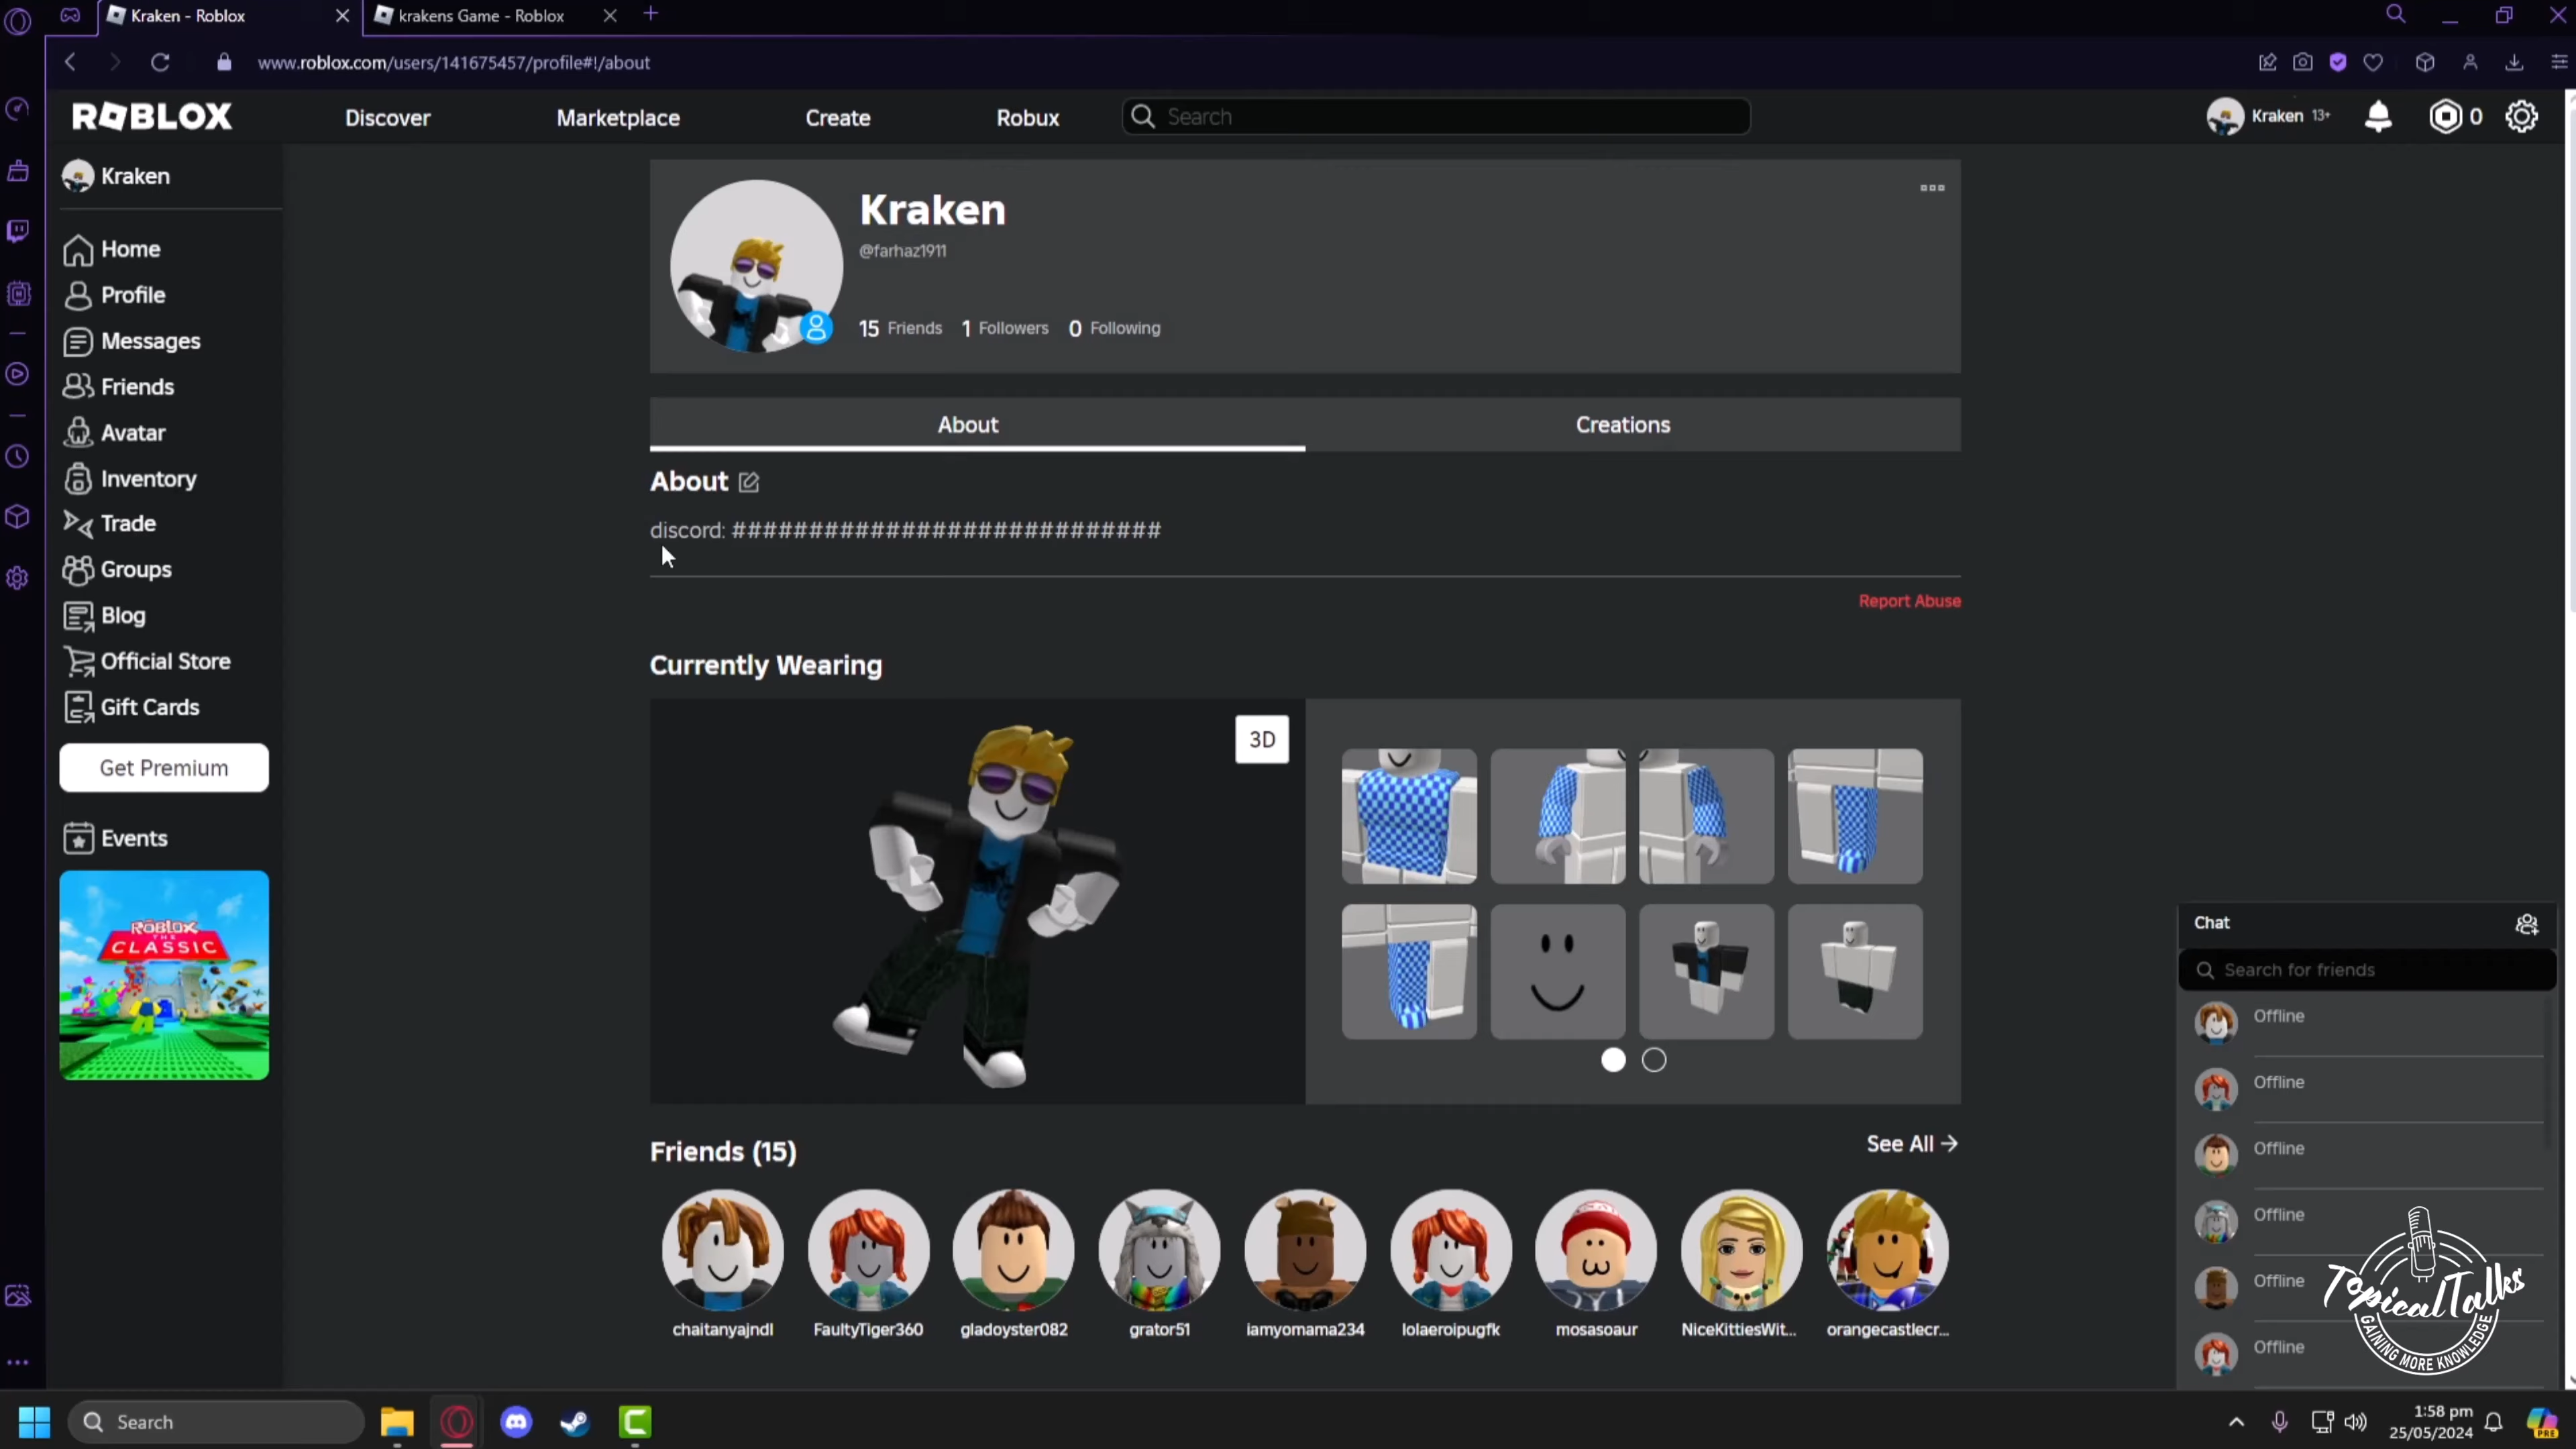 Kraken - Roblox
krakens Game - Roblox
www.roblox.com/users/141675457/profile#!/about
ROBLOX
Discover
Marketplace
Create
Robux
Search
Kraken 13+
0
Kraken
Home
Profile
Messages
Friends
Avatar
Inventory
Trade
Groups
Blog
Official Store
Gift Cards
Get Premium
Events
ROBLOX
THE
CLASSIC
Kraken
@farhaz1911
15 Friends 1 Followers 0 Following
About
Creations
About
discord: ############################
Report Abuse
Currently Wearing
3D
Friends (15)
See All
chaitanyajndl
FaultyTiger360
gladoyster082
grator51
iamyomama234
lolaeroipugfk
mosasoaur
NiceKittiesWit...
orangecastlecr...
Chat
Search for friends
Offline
Offline
Offline
Offline
Offline
Offline
TopicalTalks
GAINING MORE KNOWLEDGE
Search
1:58 pm
25/05/2024
PRE